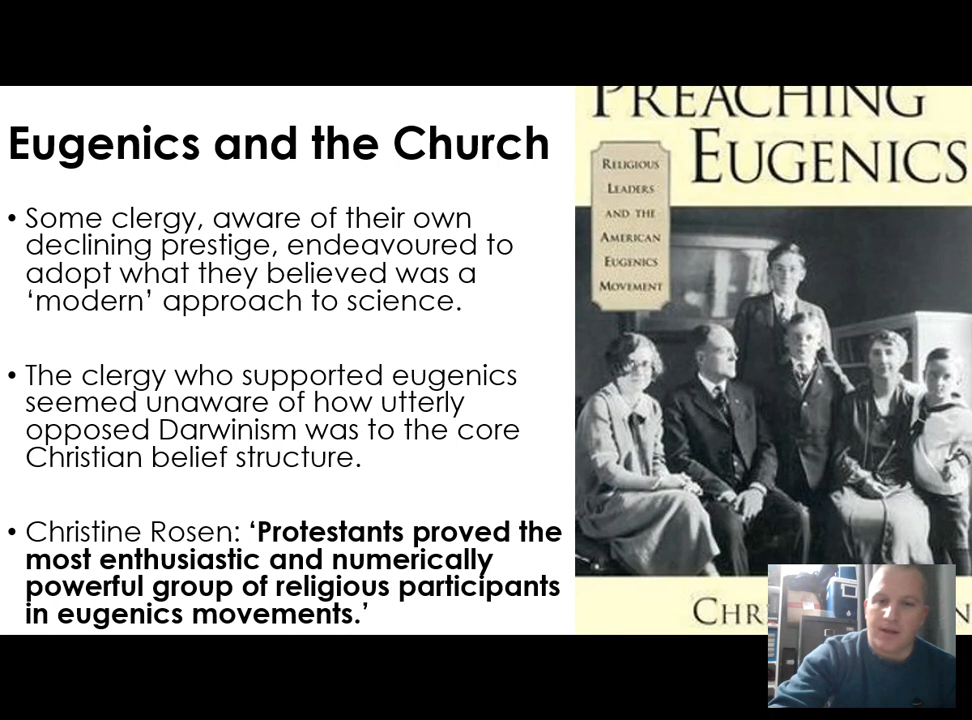 Eugenics and the Church
• Some clergy, aware of their own
declining prestige, endeavoured to
adopt what they believed was a
‘modern’ approach to science.
• The clergy who supported eugenics
seemed unaware of how utterly
opposed Darwinism was to the core
Christian belief structure.
• Christine Rosen: ‘Protestants proved the
most enthusiastic and numerically
powerful group of religious participants
in eugenics movements.’
PREACHING
EUGENICS
RELIGIOUS
LEADERS
AND THE
AMERICAN
EUGENICS
MOVEMENT